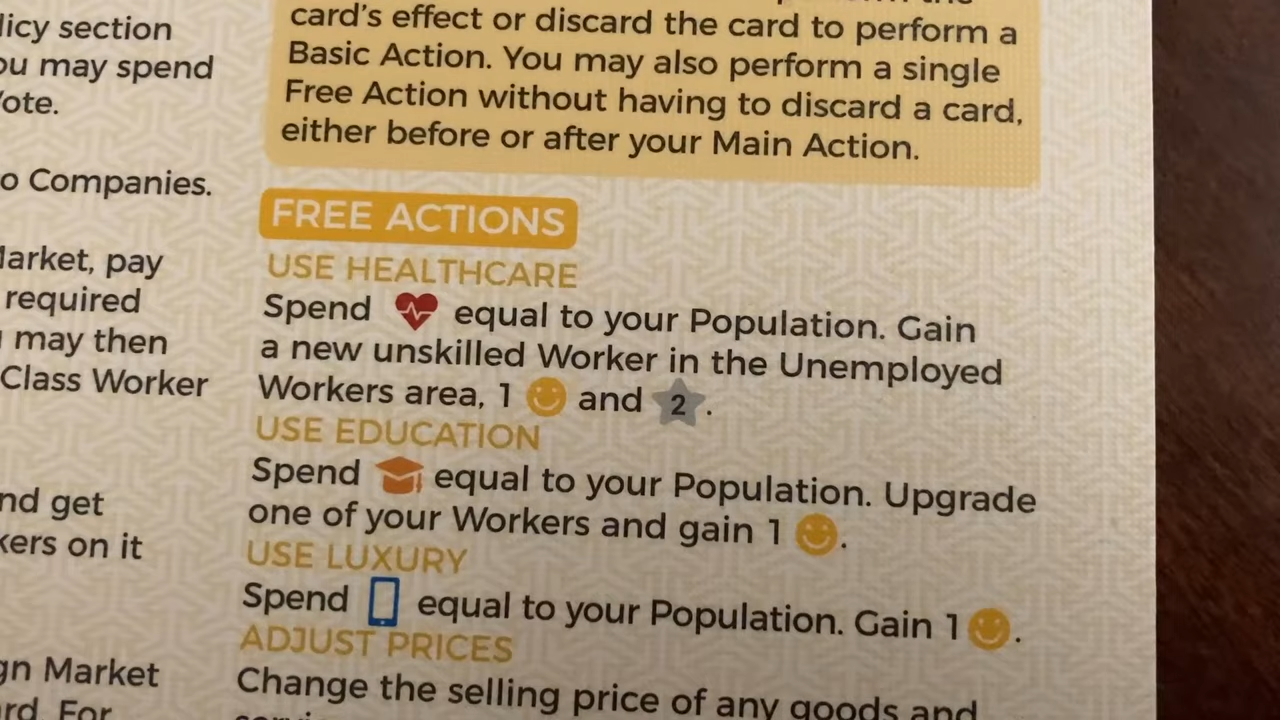 licy section
ou may spend
Vote.
o Companies.
Market, pay
required
may then
Class Worker
nd get
kers on it
gn Market
rd. For
card's effect or discard the card to perform a
Basic Action. You may also perform a single
Free Action without having to discard a card,
either before or after your Main Action.
FREE ACTIONS
USE HEALTHCARE
Spend equal to your Population. Gain
a new unskilled Worker in the Unemployed
Workers area, 1 and 2.
USE EDUCATION
Spend equal to your Population. Upgrade
one of your Workers and gain 1.
USE LUXURY
Spend equal to your Population. Gain 1.
ADJUST PRICES
Change the selling price of any goods and